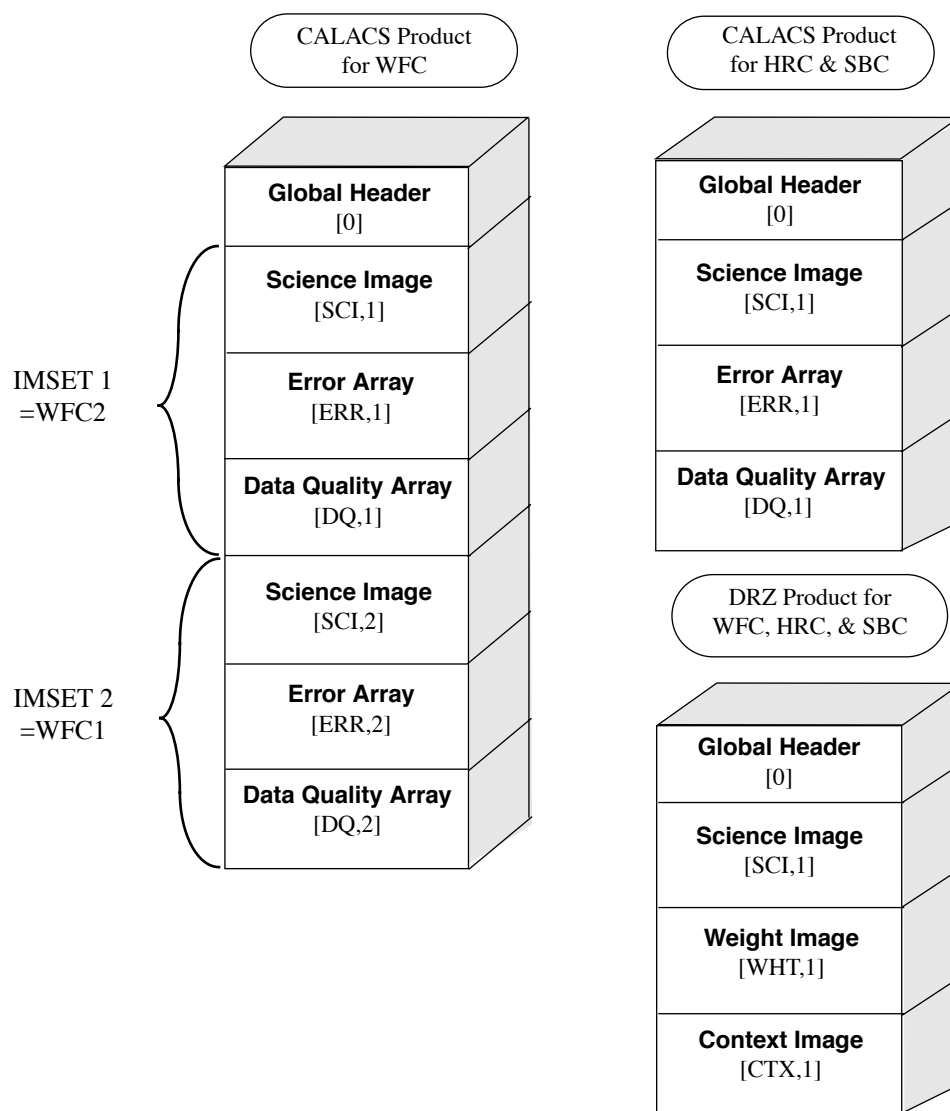 CALACS Product
for WFC
Global Header
[0]
Science Image
[SCI,1]
Error Array
[ERR,1]
Data Quality Array
[DQ,1]
Science Image
[SCI,2]
Error Array
[ERR,2]
Data Quality Array
[DQ,2]
IMSET 1
=WFC2
IMSET 2
=WFC1
CALACS Product
for HRC & SBC
Global Header
[0]
Science Image
[SCI,1]
Error Array
[ERR,1]
Data Quality Array
[DQ,1]
DRZ Product for
WFC, HRC, & SBC
Global Header
[0]
Science Image
[SCI,1]
Weight Image
[WHT,1]
Context Image
[CTX,1]